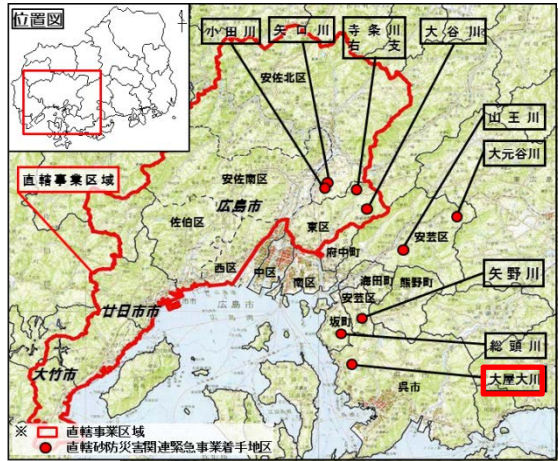 位置図
小田川
矢口川
寺条川
右支
大谷川
山王川
大元谷川
安佐北区
直轄事業区域
安佐南区
広島市
佐伯区
東区
安芸区
府中町
西区
中区
南区
海田町
熊野町
矢野川
廿日市市
広島市
安芸区
坂町
総頭川
大竹市
呉市
大屋大川
※ 直轄事業区域
直轄砂防災害関連緊急事業着手地区